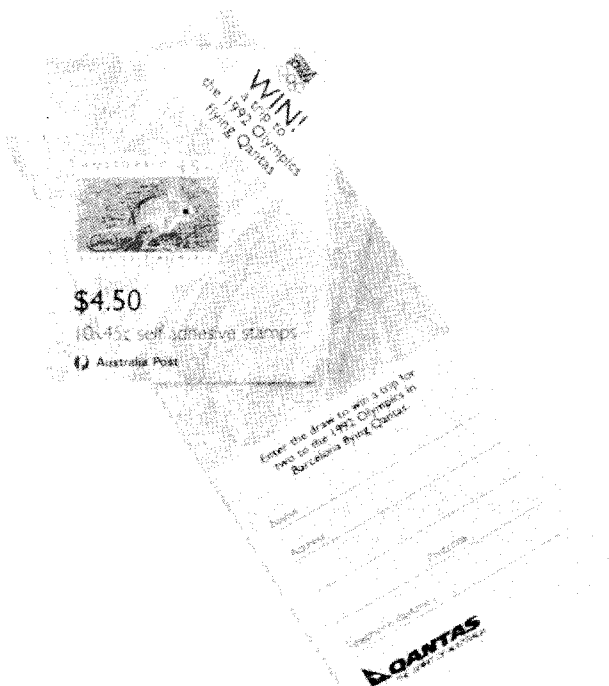 WIN!
a trip to
the 1992 Olympics
flying Qantas
$4.50
10x45c self adhesive stamps
Australia Post
Enter the draw to win a trip for
two to the 1992 Olympics in
Barcelona flying Qantas.
Name
Address
Postcode
QANTAS